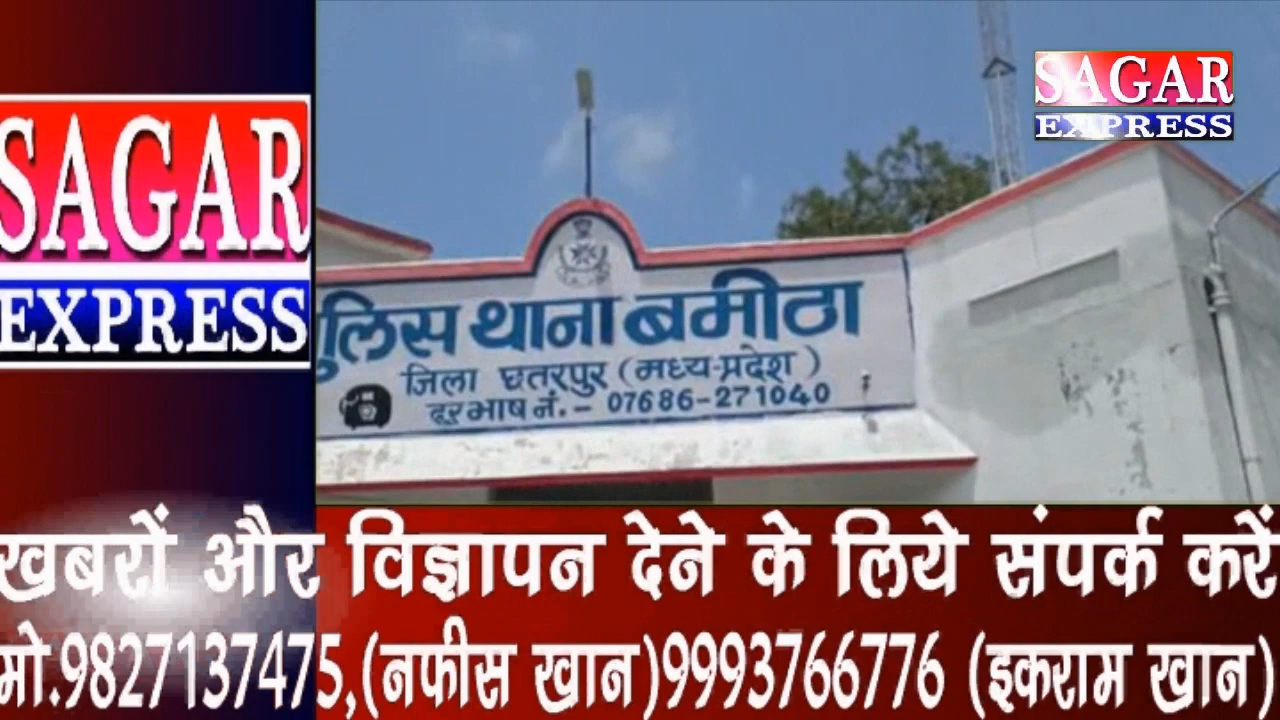 SAGAR
EXPRESS
SAGAR
EXPRESS
पुलिस थाना बमीठा
जिला छतरपुर (मध्य-प्रदेश)
दूरभाष नं.- 07686-271040
खबरों और विज्ञापन देने के लिये संपर्क करें
मो.9827137475,(नफीस खान)9993766776 (इकराम खान)